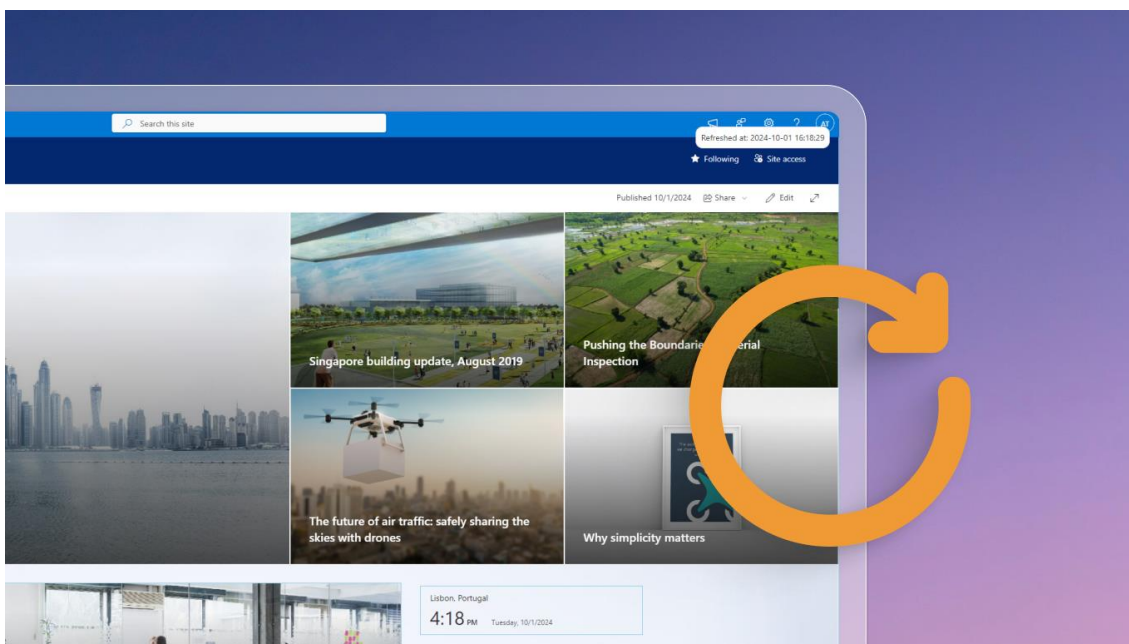 Search this site
?
AT
Refreshed at: 2024-10-01 16:18:29
Following
Site access
Published 10/1/2024
Share
Edit
Singapore building update, August 2019
Pushing the
Inspection
The future of air traffic: safely sharing the
skies with drones
Why simplicity matters
Lisbon, Portugal
4:18 PM Tuesday, 10/1/2024